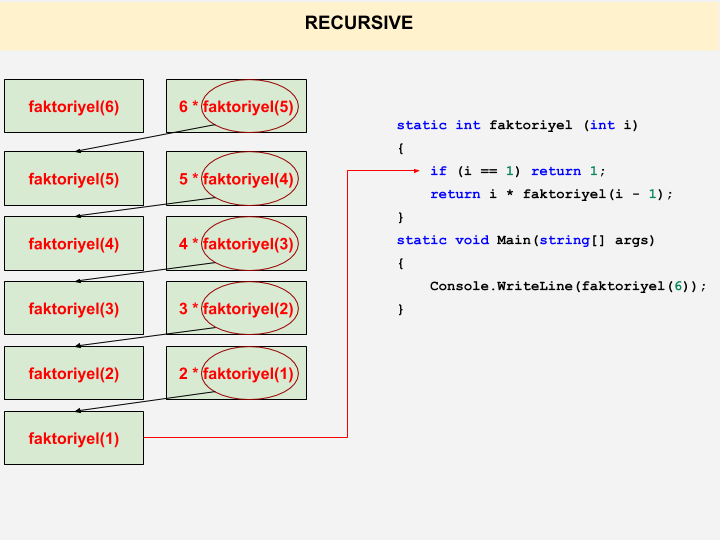 RECURSIVE
faktoriyel(6)
6 * faktoriyel(5)
faktoriyel(5)
5 * faktoriyel(4)
faktoriyel(4)
4 * faktoriyel(3)
faktoriyel(3)
3 * faktoriyel(2)
faktoriyel(2)
2 * faktoriyel(1)
faktoriyel(1)
static int faktoriyel (int i)
{
    if (i == 1) return 1;
    return i * faktoriyel(i - 1);
}
static void Main(string[] args)
{
    Console.WriteLine(faktoriyel(6));
}